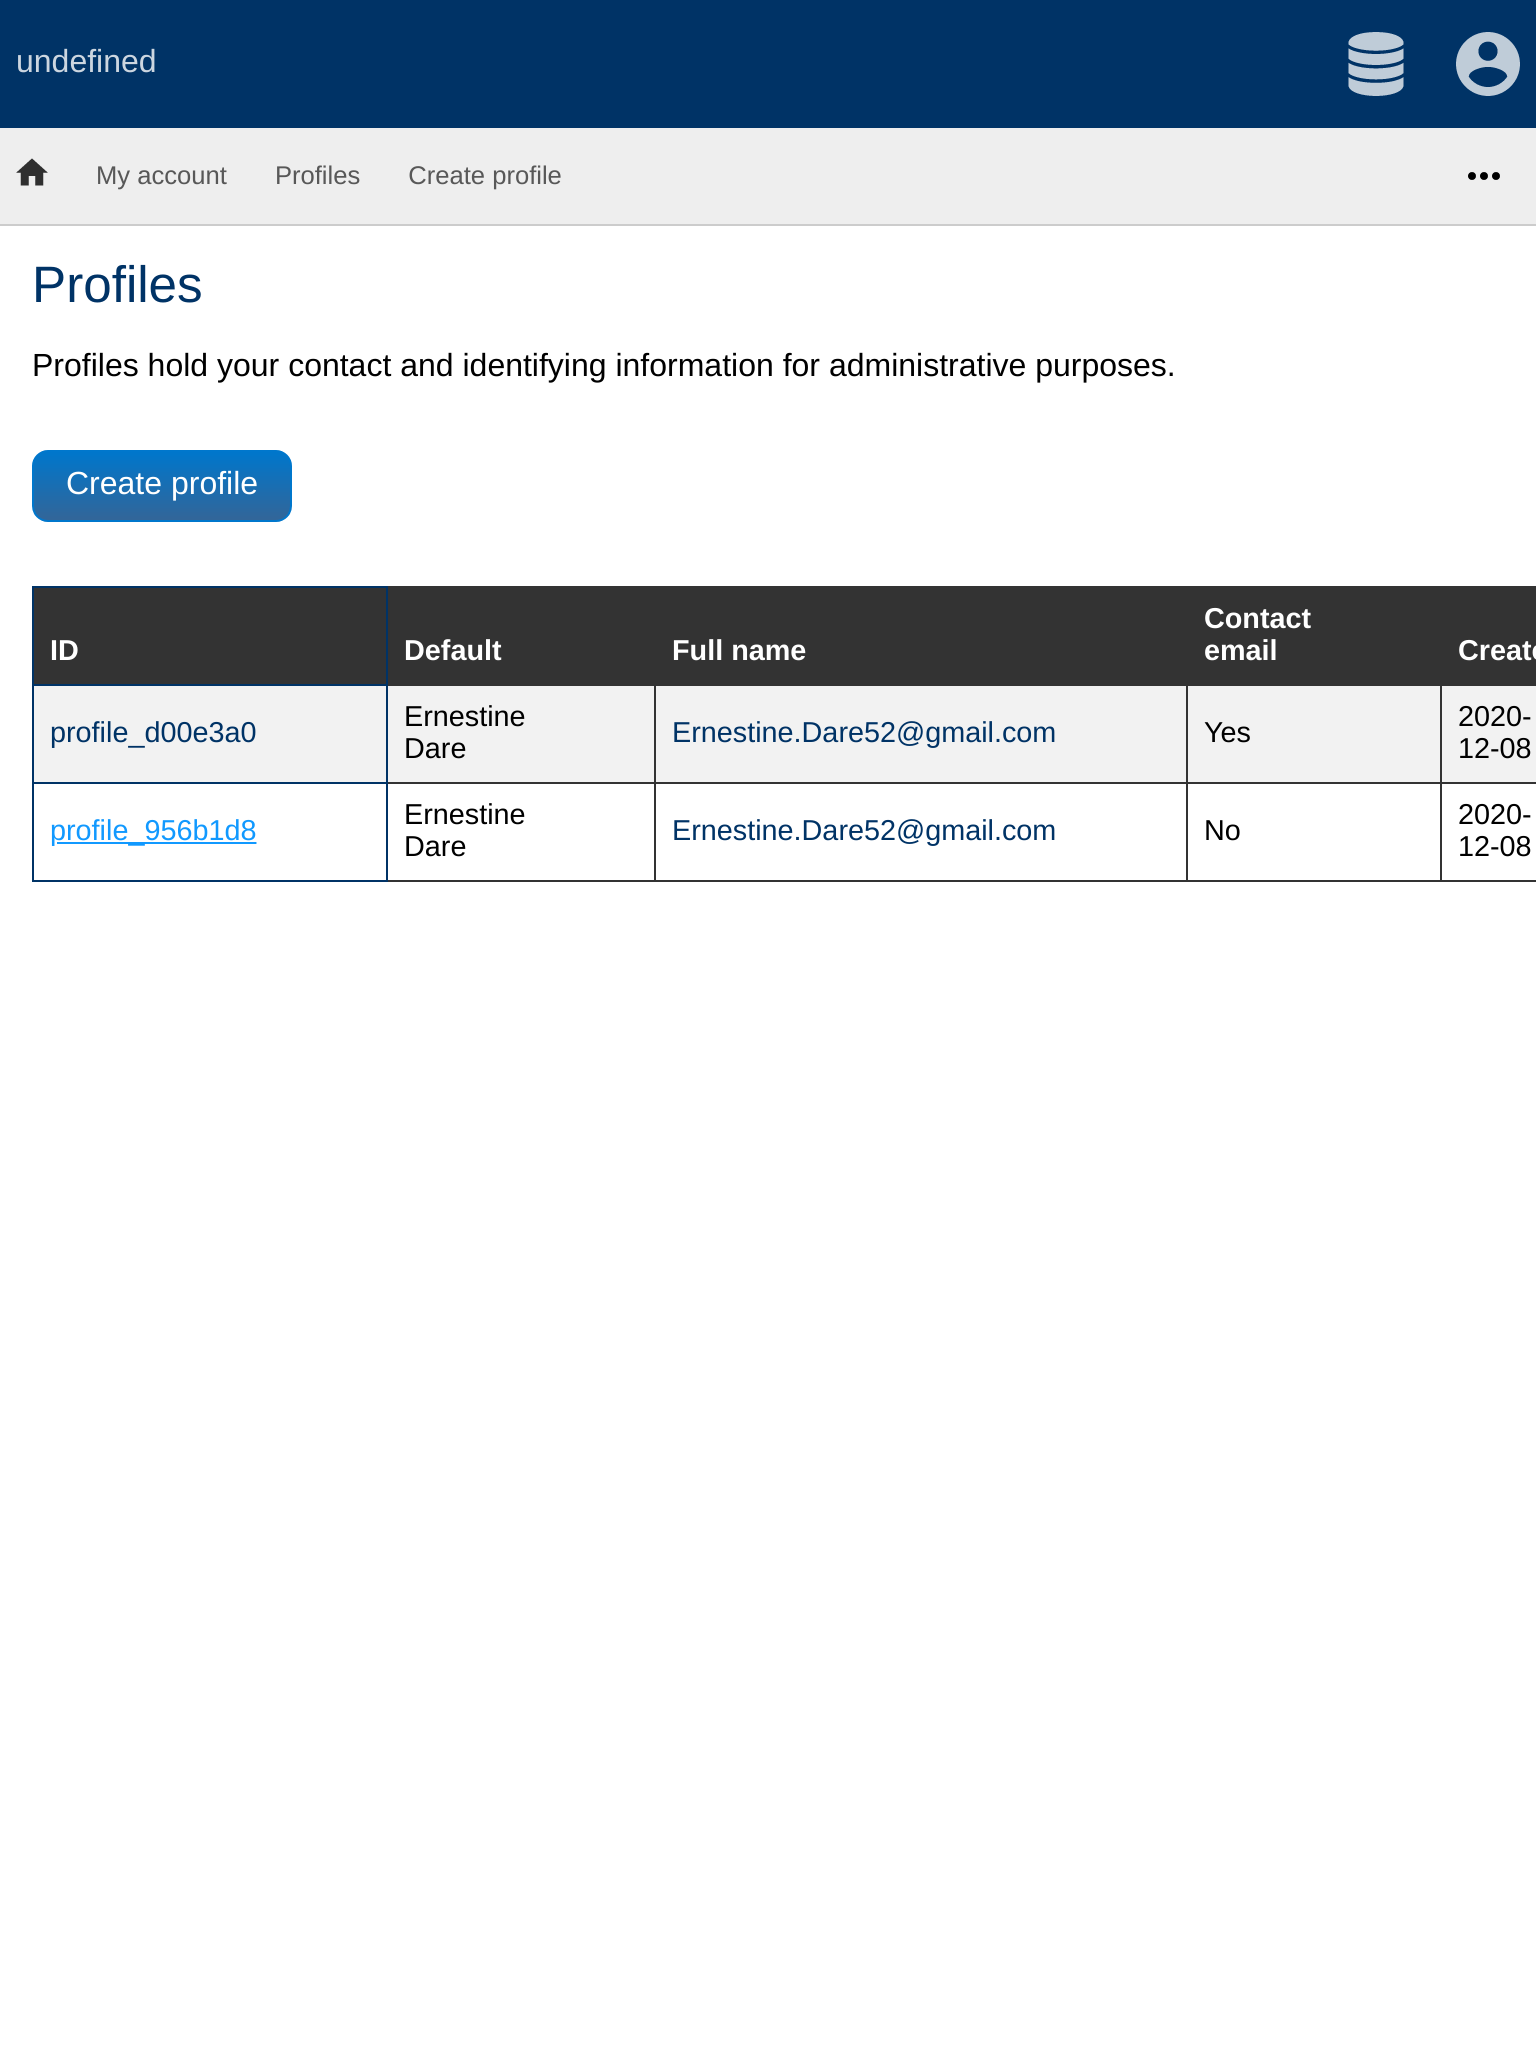 undefined
My account Profiles Create profile
Profiles
Profiles hold your contact and identifying information for administrative purposes.
Create profile
ID Default Full name Contact email Create
profile_d00e3a0 Ernestine Dare Ernestine.Dare52@gmail.com Yes 2020-12-08
profile_956b1d8 Ernestine Dare Ernestine.Dare52@gmail.com No 2020-12-08